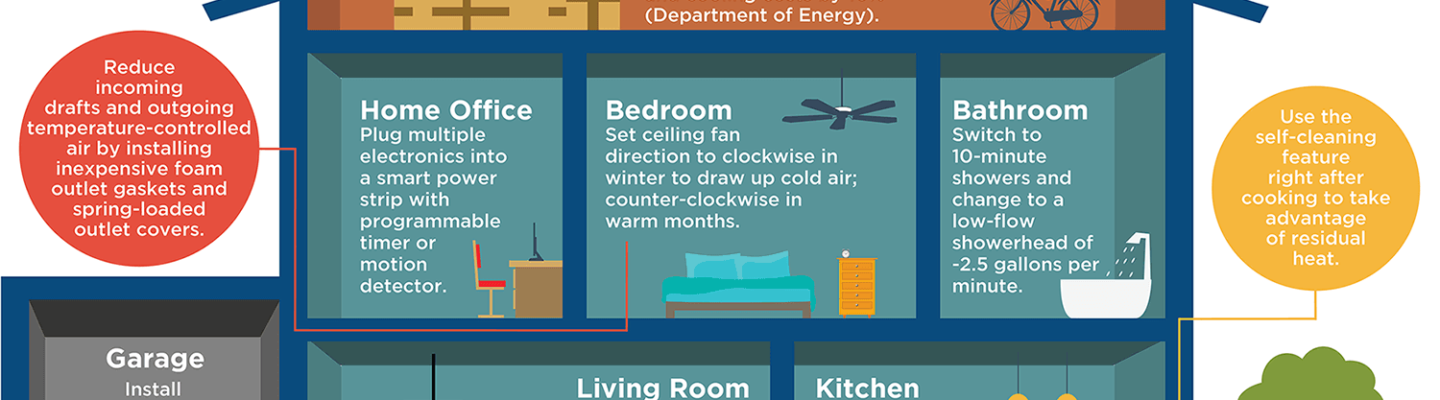 (Department of Energy).
Reduce
incoming
drafts and outgoing
temperature-controlled
air by installing
inexpensive foam
outlet gaskets and
spring-loaded
outlet covers.
Home Office
Plug multiple
electronics into
a smart power
strip with
programmable
timer or
motion
detector.
Bedroom
Set ceiling fan
direction to clockwise in
winter to draw up cold air;
counter-clockwise in
warm months.
Bathroom
Switch to
10-minute
showers and
change to a
low-flow
showerhead of
-2.5 gallons per
minute.
Use the
self-cleaning
feature
right after
cooking to take
advantage
of residual
heat.
Garage
Install
Living Room
Kitchen